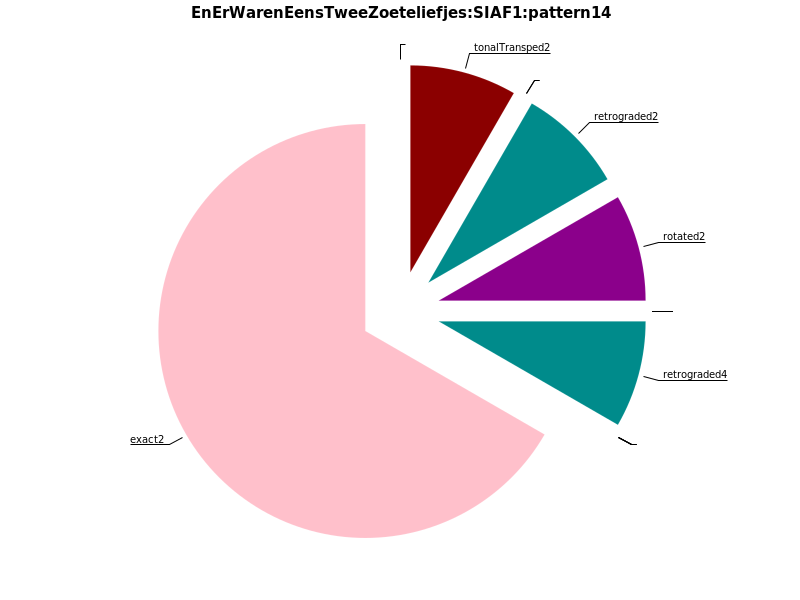 EnErWarenEensTweeZoeteliefjes:SIAF1:pattern14
tonalTransped2
retrograded2
rotated2
retrograded4
exact2